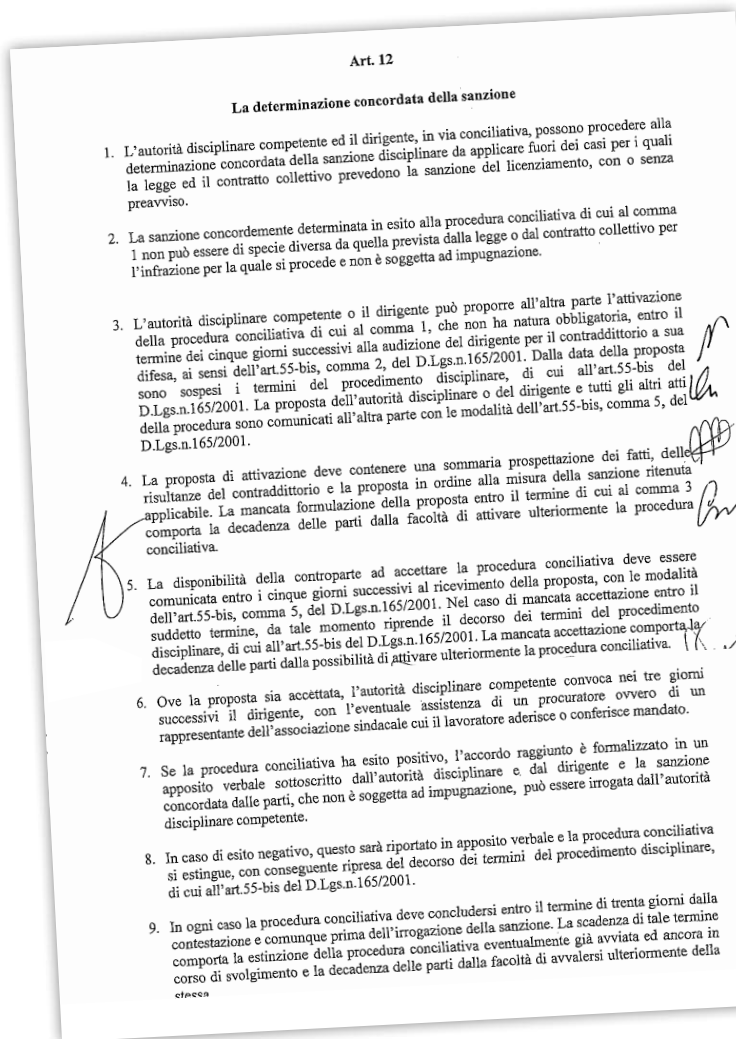 Art. 12
La determinazione concordata della sanzione
1. L'autorità disciplinare competente ed il dirigente, in via conciliativa, possono procedere alla
determinazione concordata della sanzione disciplinare da applicare fuori dei casi per i quali
la legge ed il contratto collettivo prevedono la sanzione del licenziamento, con o senza
preavviso.
2. La sanzione concordemente determinata in esito alla procedura conciliativa di cui al comma
1 non può essere di specie diversa da quella prevista dalla legge o dal contratto collettivo per
l'infrazione per la quale si procede e non è soggetta ad impugnazione.
3. L'autorità disciplinare competente o il dirigente può proporre all'altra parte l'attivazione
della procedura conciliativa di cui al comma 1, che non ha natura obbligatoria, entro il
termine dei cinque giorni successivi alla audizione del dirigente per il contraddittorio a sua
difesa, ai sensi dell'art.55-bis, comma 2, del D.Lgs.n.165/2001. Dalla data della proposta
sono sospesi i termini del procedimento disciplinare, di cui all'art.55-bis del
D.Lgs.n.165/2001. La proposta dell'autorità disciplinare o del dirigente e tutti gli altri atti
della procedura sono comunicati all'altra parte con le modalità dell'art.55-bis, comma 5, del
D.Lgs.n.165/2001.
4. La proposta di attivazione deve contenere una sommaria prospettazione dei fatti, delle
risultanze del contraddittorio e la proposta in ordine alla misura della sanzione ritenuta
applicabile. La mancata formulazione della proposta entro il termine di cui al comma 3
comporta la decadenza delle parti dalla facoltà di attivare ulteriormente la procedura
conciliativa.
5. La disponibilità della controparte ad accettare la procedura conciliativa deve essere
comunicata entro i cinque giorni successivi al ricevimento della proposta, con le modalità
dell'art.55-bis, comma 5, del D.Lgs.n.165/2001. Nel caso di mancata accettazione entro il
suddetto termine, da tale momento riprende il decorso dei termini del procedimento
disciplinare, di cui all'art.55-bis del D.Lgs.n.165/2001. La mancata accettazione comporta la
decadenza delle parti dalla possibilità di attivare ulteriormente la procedura conciliativa.
6. Ove la proposta sia accettata, l'autorità disciplinare competente convoca nei tre giorni
successivi il dirigente, con l'eventuale assistenza di un procuratore ovvero di un
rappresentante dell'associazione sindacale cui il lavoratore aderisce o conferisce mandato.
7. Se la procedura conciliativa ha esito positivo, l'accordo raggiunto è formalizzato in un
apposito verbale sottoscritto dall'autorità disciplinare e dal dirigente e la sanzione
concordata dalle parti, che non è soggetta ad impugnazione, può essere irrogata dall'autorità
disciplinare competente.
8. In caso di esito negativo, questo sarà riportato in apposito verbale e la procedura conciliativa
si estingue, con conseguente ripresa del decorso dei termini del procedimento disciplinare,
di cui all'art.55-bis del D.Lgs.n.165/2001.
9. In ogni caso la procedura conciliativa deve concludersi entro il termine di trenta giorni dalla
contestazione e comunque prima dell'irrogazione della sanzione. La scadenza di tale termine
comporta la estinzione della procedura conciliativa eventualmente già avviata ed ancora in
corso di svolgimento e la decadenza delle parti dalla facoltà di avvalersi ulteriormente della
stessa